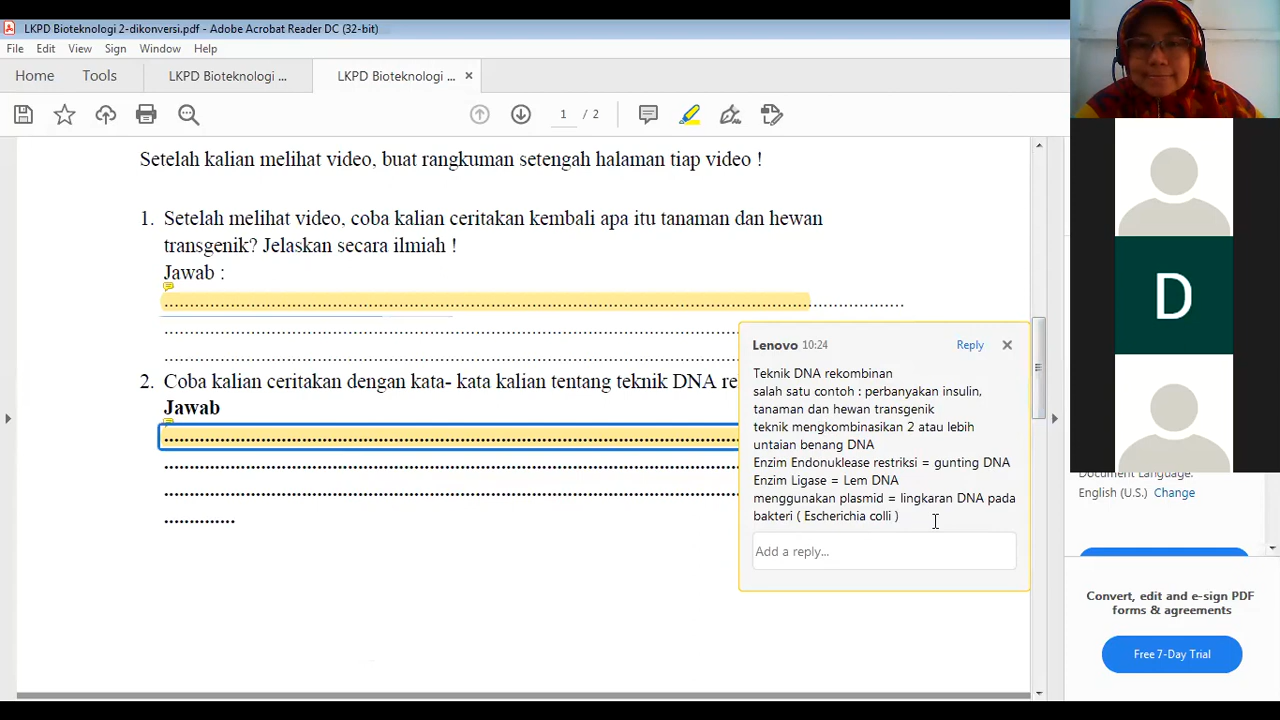 LKPD Bioteknologi 2-dikonversi.pdf - Adobe Acrobat Reader DC (32-bit)
File Edit View Sign Window Help
Home Tools LKPD Bioteknologi ... LKPD Bioteknologi ... ×
1 / 2
Setelah kalian melihat video, buat rangkuman setengah halaman tiap video !
1. Setelah melihat video, coba kalian ceritakan kembali apa itu tanaman dan hewan
transgenik? Jelaskan secara ilmiah !
Jawab :
2. Coba kalian ceritakan dengan kata- kata kalian tentang teknik DNA re
Jawab
Lenovo 10:24 Reply
Teknik DNA rekombinan
salah satu contoh : perbanyakan insulin,
tanaman dan hewan transgenik
teknik mengkombinasikan 2 atau lebih
untaian benang DNA
Enzim Endonuklease restriksi = gunting DNA
Enzim Ligase = Lem DNA
menggunakan plasmid = lingkaran DNA pada
bakteri ( Escherichia colli )
Add a reply...
D
Document Language:
English (U.S.) Change
Convert, edit and e-sign PDF
forms & agreements
Free 7-Day Trial